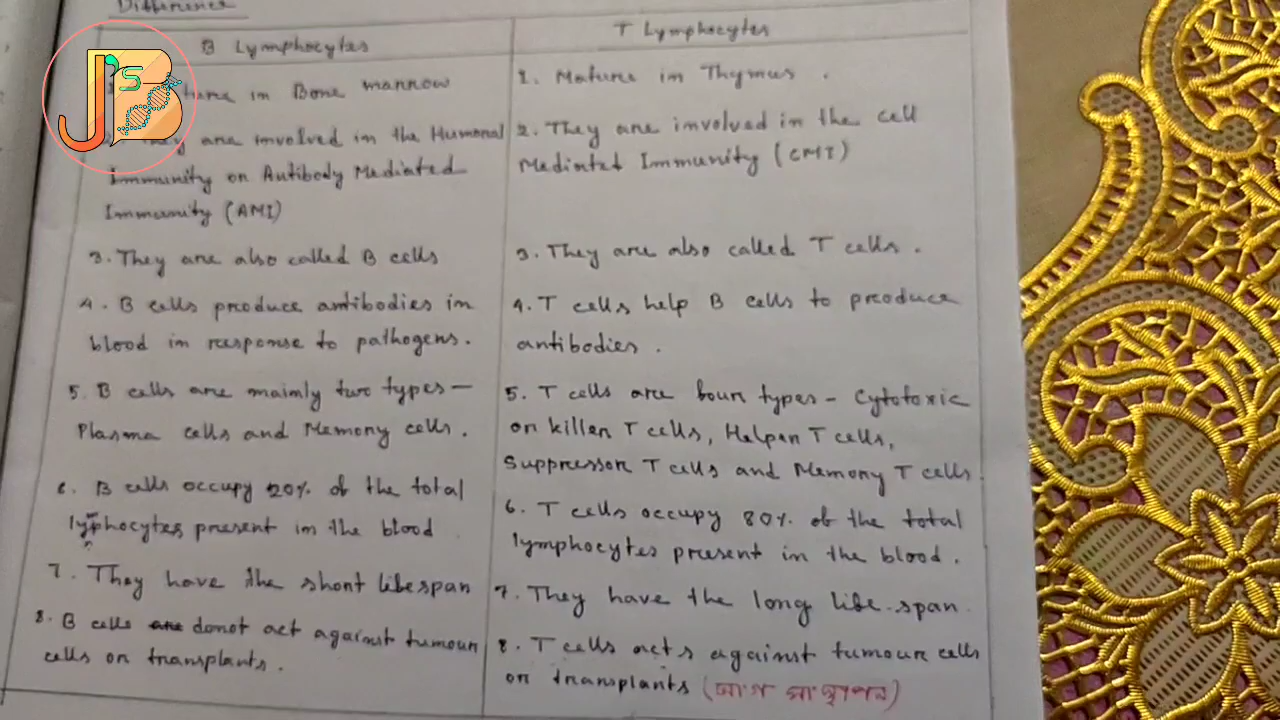 Difference
B Lymphocytes
T Lymphocytes
J'sB
in Bone marrow
1. Mature in Thymus .
They are involved in the Humoral
Immunity or Antibody Mediated
Immunity (AMI)
2. They are involved in the cell
Mediated Immunity (CMI)
3. They are also called B cells
3. They are also called T cells .
4. B cells produce antibodies in
blood in response to pathogens.
4. T cells help B cells to produce
antibodies .
5. B cells are mainly two types -
Plasma cells and Memory cells.
5. T cells are four types - Cytotoxic
or killer T cells, Helper T cells,
Suppressor T cells and Memory T cells.
6. B cells occupy 20% of the total
lymphocytes present in the blood
6. T cells occupy 80% of the total
lymphocytes present in the blood.
7. They have the short lifespan
7. They have the long life-span.
8. B cells donot act against tumour
cells or transplants.
8. T cells acts against tumour cells
or transplants